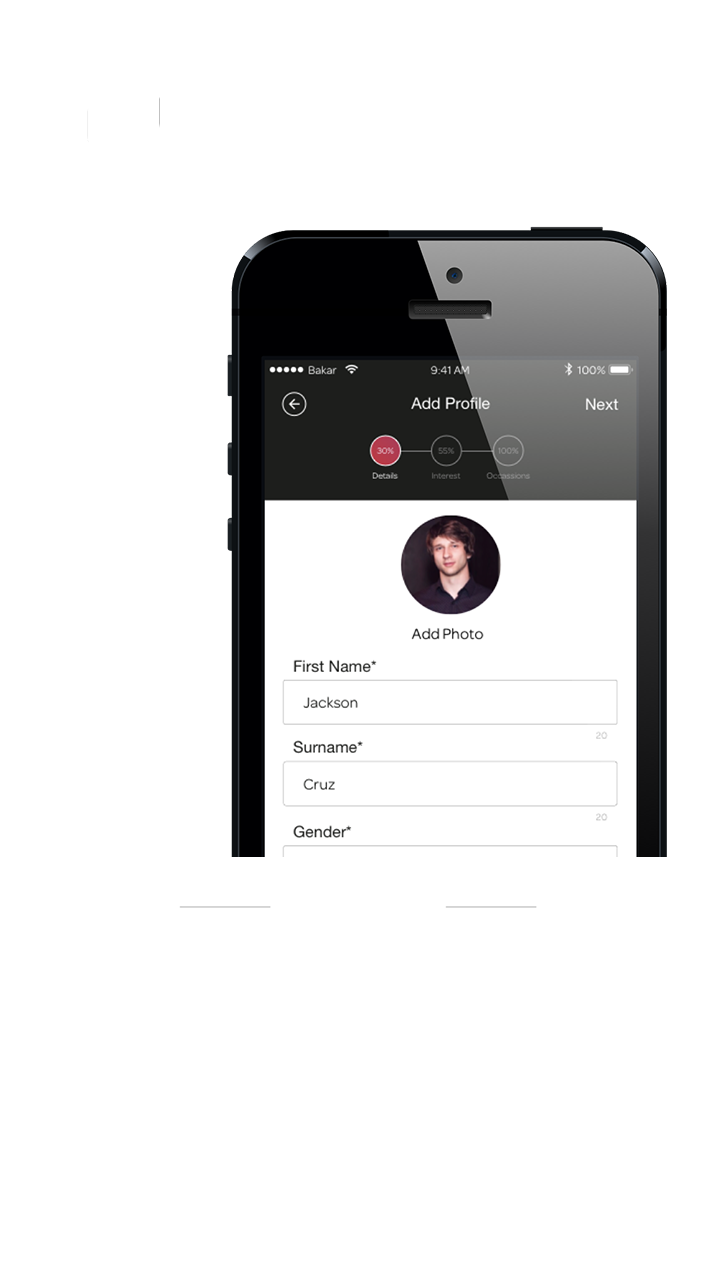 Bakar 9:41 AM 100%
Add Profile Next
30% 55% 100%
Details Interest Occassions
Add Photo
First Name*
Jackson
20
Surname*
Cruz
20
Gender*